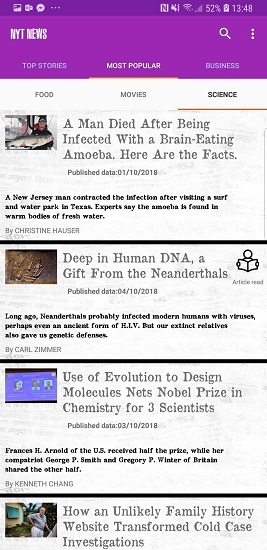 52% 13:48
NYT NEWS
TOP STORIES MOST POPULAR BUSINESS
FOOD MOVIES SCIENCE
A Man Died After Being
Infected With a Brain-Eating
Amoeba. Here Are the Facts.
Published data:01/10/2018
A New Jersey man contracted the infection after visiting a surf
and water park in Texas. Experts say the amoeba is found in
warm bodies of fresh water.
By CHRISTINE HAUSER
Deep in Human DNA, a
Gift From the Neanderthals
Published data:04/10/2018
Article read
Long ago, Neanderthals probably infected modern humans with viruses,
perhaps even an ancient form of H.I.V. But our extinct relatives
also gave us genetic defenses.
By CARL ZIMMER
Use of Evolution to Design
Molecules Nets Nobel Prize in
Chemistry for 3 Scientists
Published data:03/10/2018
Frances H. Arnold of the U.S. received half the prize, while her
compatriot George P. Smith and Gregory P. Winter of Britain
shared the other half.
By KENNETH CHANG
How an Unlikely Family History
Website Transformed Cold Case
Investigations